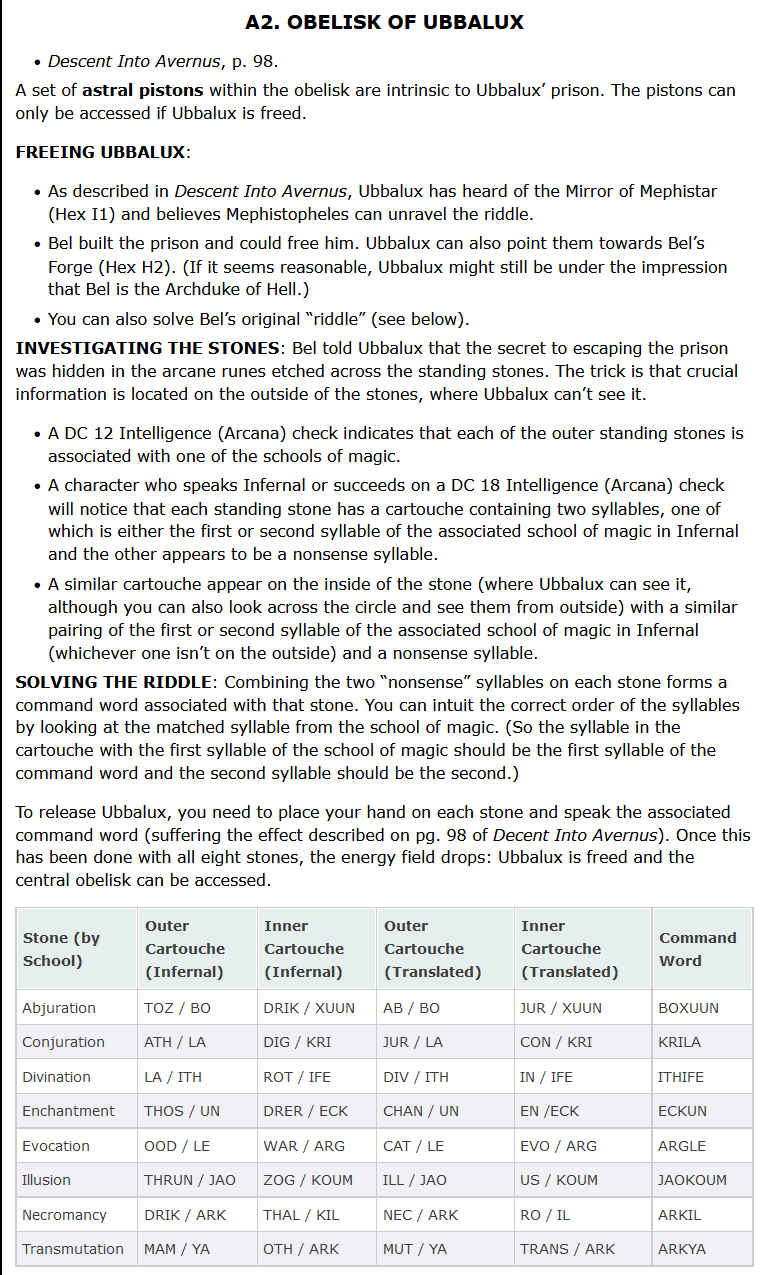 A2. OBELISK OF UBBALUX
• Descent Into Avernus, p. 98.
A set of astral pistons within the obelisk are intrinsic to Ubbalux’ prison. The pistons can
only be accessed if Ubbalux is freed.
FREEING UBBALUX:
• As described in Descent Into Avernus, Ubbalux has heard of the Mirror of Mephistar
(Hex I1) and believes Mephistopheles can unravel the riddle.
• Bel built the prison and could free him. Ubbalux can also point them towards Bel’s
Forge (Hex H2). (If it seems reasonable, Ubbalux might still be under the impression
that Bel is the Archduke of Hell.)
• You can also solve Bel’s original “riddle” (see below).
INVESTIGATING THE STONES: Bel told Ubbalux that the secret to escaping the prison
was hidden in the arcane runes etched across the standing stones. The trick is that crucial
information is located on the outside of the stones, where Ubbalux can’t see it.
• A DC 12 Intelligence (Arcana) check indicates that each of the outer standing stones is
associated with one of the schools of magic.
• A character who speaks Infernal or succeeds on a DC 18 Intelligence (Arcana) check
will notice that each standing stone has a cartouche containing two syllables, one of
which is either the first or second syllable of the associated school of magic in Infernal
and the other appears to be a nonsense syllable.
• A similar cartouche appear on the inside of the stone (where Ubbalux can see it,
although you can also look across the circle and see them from outside) with a similar
pairing of the first or second syllable of the associated school of magic in Infernal
(whichever one isn’t on the outside) and a nonsense syllable.
SOLVING THE RIDDLE: Combining the two “nonsense” syllables on each stone forms a
command word associated with that stone. You can intuit the correct order of the syllables
by looking at the matched syllable from the school of magic. (So the syllable in the
cartouche with the first syllable of the school of magic should be the first syllable of the
command word and the second syllable should be the second.)
To release Ubbalux, you need to place your hand on each stone and speak the associated
command word (suffering the effect described on pg. 98 of Decent Into Avernus). Once this
has been done with all eight stones, the energy field drops: Ubbalux is freed and the
central obelisk can be accessed.
Stone (by School) Outer Cartouche (Infernal) Inner Cartouche (Infernal) Outer Cartouche (Translated) Inner Cartouche (Translated) Command Word
Abjuration TOZ / BO DRIK / XUUN AB / BO JUR / XUUN BOXUUN
Conjuration ATH / LA DIG / KRI JUR / LA CON / KRI KRILA
Divination LA / ITH ROT / IFE DIV / ITH IN / IFE ITHIFE
Enchantment THOS / UN DRER / ECK CHAN / UN EN /ECK ECKUN
Evocation OOD / LE WAR / ARG CAT / LE EVO / ARG ARGLE
Illusion THRUN / JAO ZOG / KOUM ILL / JAO US / KOUM JAOKOUM
Necromancy DRIK / ARK THAL / KIL NEC / ARK RO / IL ARKIL
Transmutation MAM / YA OTH / ARK MUT / YA TRANS / ARK ARKYA